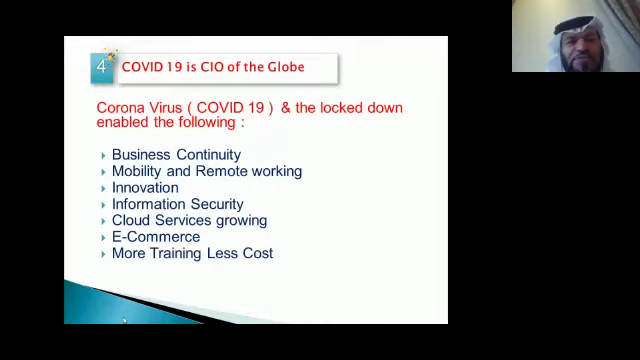 4
COVID 19 is CIO of the Globe
Corona Virus ( COVID 19 ) & the locked down
enabled the following :
Business Continuity
Mobility and Remote working
Innovation
Information Security
Cloud Services growing
E-Commerce
More Training Less Cost